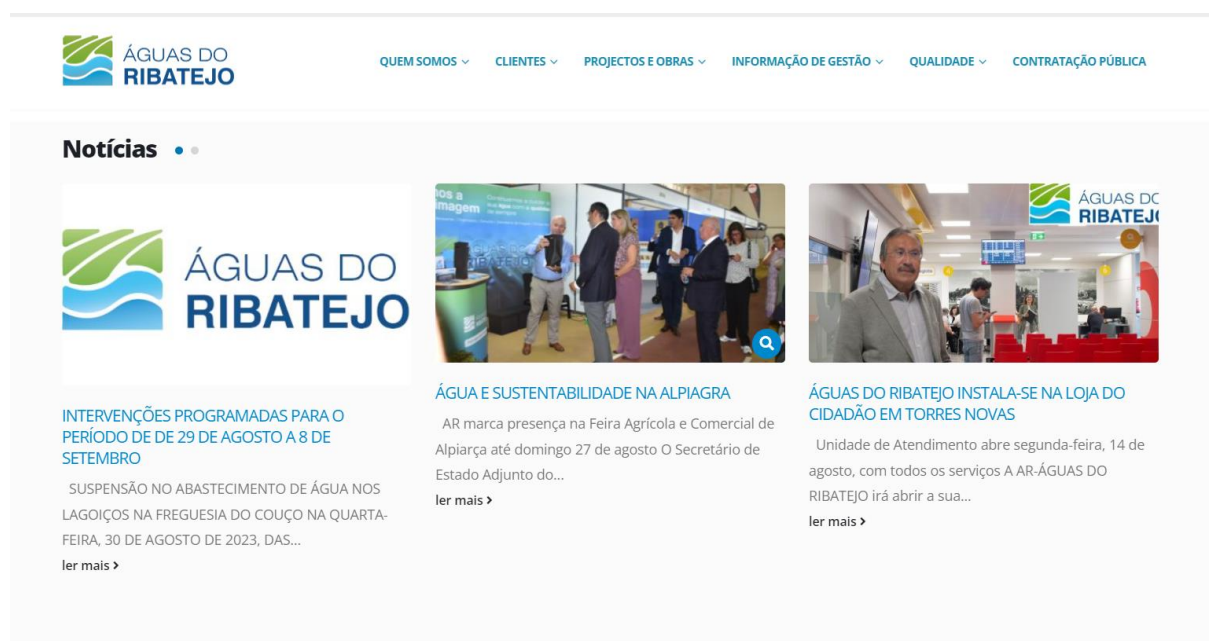 ÁGUAS DO
RIBATEJO
QUEM SOMOS
CLIENTES
PROJECTOS E OBRAS
INFORMAÇÃO DE GESTÃO
QUALIDADE
CONTRATAÇÃO PÚBLICA
Notícias
ÁGUAS DO
RIBATEJO
INTERVENÇÕES PROGRAMADAS PARA O
PERÍODO DE DE 29 DE AGOSTO A 8 DE
SETEMBRO
SUSPENSÃO NO ABASTECIMENTO DE ÁGUA NOS
LAGOIÇOS NA FREGUESIA DO COUÇO NA QUARTA-
FEIRA, 30 DE AGOSTO DE 2023, DAS...
ler mais
ÁGUA E SUSTENTABILIDADE NA ALPIAGRA
AR marca presença na Feira Agrícola e Comercial de
Alpiarça até domingo 27 de agosto O Secretário de
Estado Adjunto do...
ler mais
ÁGUAS DO
RIBATEJO
ÁGUAS DO RIBATEJO INSTALA-SE NA LOJA DO
CIDADÃO EM TORRES NOVAS
Unidade de Atendimento abre segunda-feira, 14 de
agosto, com todos os serviços A AR-ÁGUAS DO
RIBATEJO irá abrir a sua...
ler mais